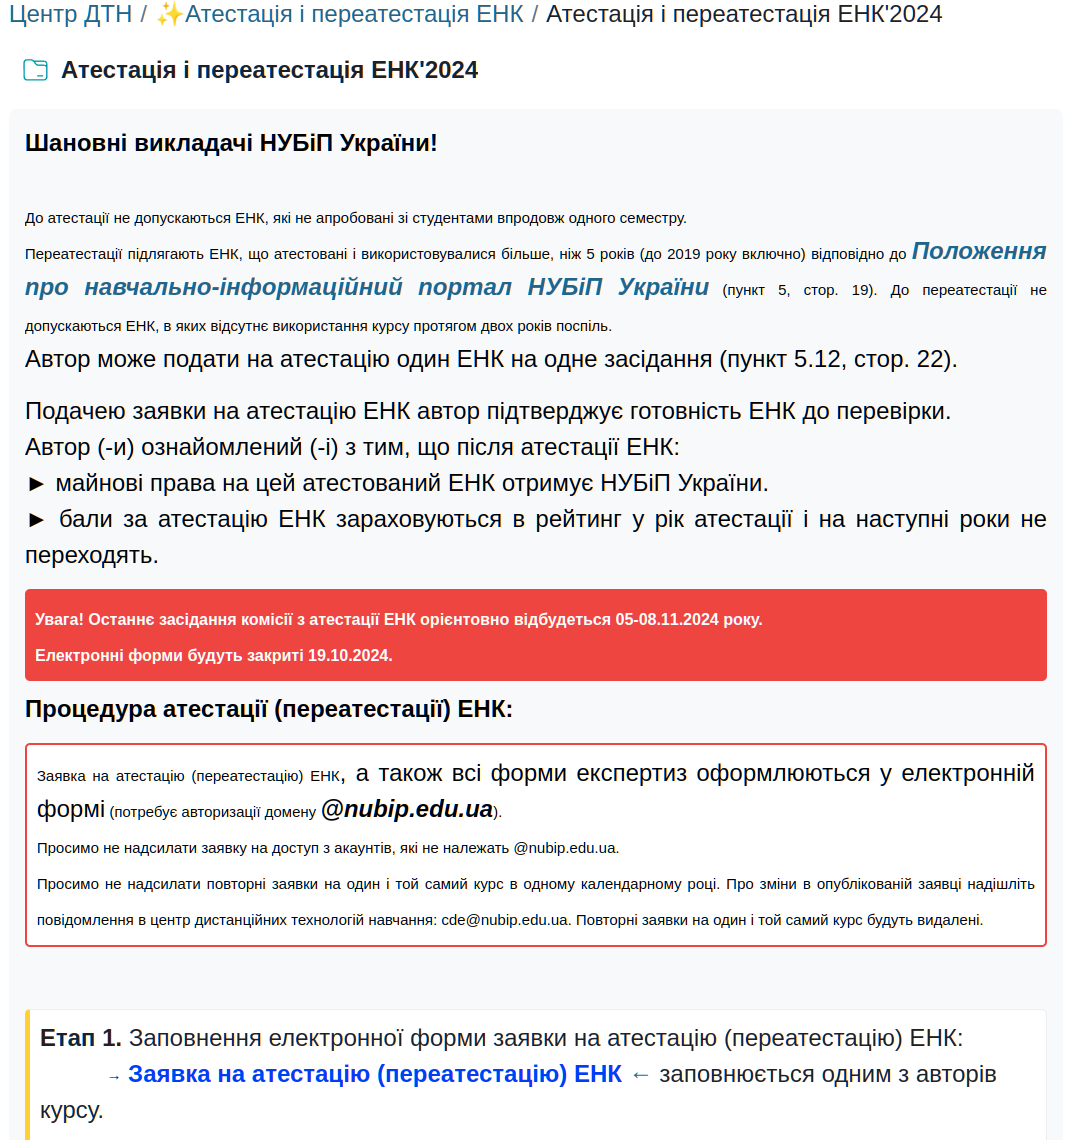 Центр ДТН / ✨Атестація і переатестація ЕНК / Атестація і переатестація ЕНК'2024
Атестація і переатестація ЕНК'2024
Шановні викладачі НУБіП України!
До атестації не допускаються ЕНК, які не апробовані зі студентами впродовж одного семестру.
Переатестації підлягають ЕНК, що атестовані і використовувалися більше, ніж 5 років (до 2019 року включно) відповідно до Положення
про навчально-інформаційний портал НУБіП України (пункт 5, стор. 19). До переатестації не
допускаються ЕНК, в яких відсутнє використання курсу протягом двох років поспіль.
Автор може подати на атестацію один ЕНК на одне засідання (пункт 5.12, стор. 22).
Подачею заявки на атестацію ЕНК автор підтверджує готовність ЕНК до перевірки.
Автор (-и) ознайомлений (-і) з тим, що після атестації ЕНК:
► майнові права на цей атестований ЕНК отримує НУБіП України.
► бали за атестацію ЕНК зараховуються в рейтинг у рік атестації і на наступні роки не
переходять.
Увага! Останнє засідання комісії з атестації ЕНК орієнтовно відбудеться 05-08.11.2024 року.
Електронні форми будуть закриті 19.10.2024.
Процедура атестації (переатестації) ЕНК:
Заявка на атестацію (переатестацію) ЕНК, а також всі форми експертиз оформлюються у електронній
формі (потребує авторизації домену @nubip.edu.ua).
Просимо не надсилати заявку на доступ з акаунтів, які не належать @nubip.edu.ua.
Просимо не надсилати повторні заявки на один і той самий курс в одному календарному році. Про зміни в опублікованій заявці надішліть
повідомлення в центр дистанційних технологій навчання: cde@nubip.edu.ua. Повторні заявки на один і той самий курс будуть видалені.
Етап 1. Заповнення електронної форми заявки на атестацію (переатестацію) ЕНК:
→ Заявка на атестацію (переатестацію) ЕНК ← заповнюється одним з авторів
курсу.